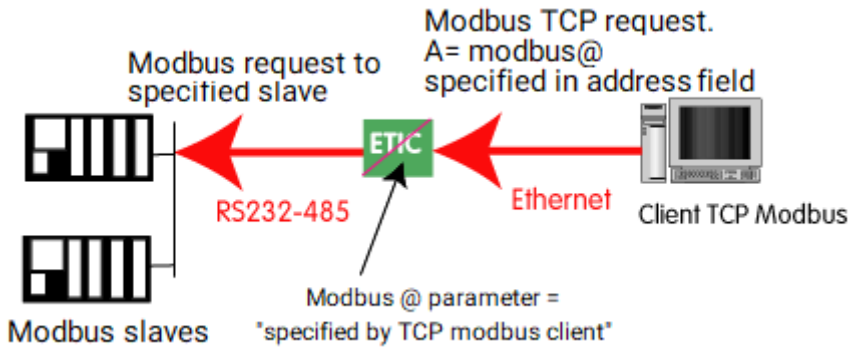 Modbus TCP request.
A= modbus@
specified in address field
Modbus request to
specified slave
ETIC
RS232-485
Ethernet
Client TCP Modbus
Modbus @ parameter =
"specified by TCP modbus client"
Modbus slaves